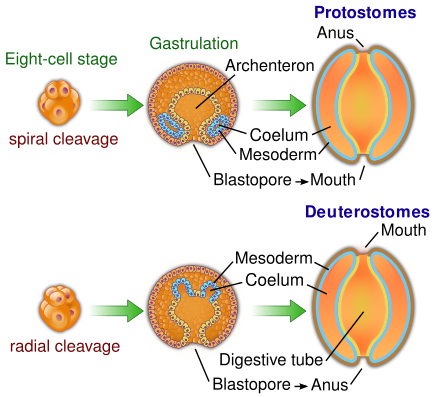 Protostomes
Anus
Eight-cell stage
Gastrulation
Archenteron
spiral cleavage
Coelum
Mesoderm
Blastopore → Mouth
Deuterostomes
Mouth
Mesoderm
Coelum
radial cleavage
Digestive tube
Blastopore → Anus